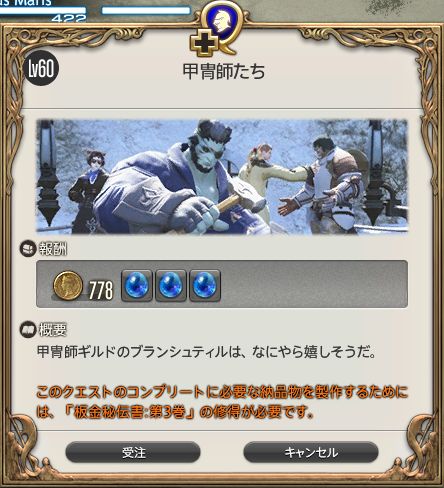 422
Lv60
甲冑師たち
報酬
778
概要
甲冑師ギルドのブランシュティルは、なにやら嬉しそうだ。
このクエストのコンプリートに必要な納品物を製作するために
は、「板金秘伝書:第3巻」の修得が必要です。
受注
キャンセル